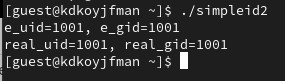 [guest@kdkoyjfman ~]$ ./simpleid2
e_uid=1001, e_gid=1001
real_uid=1001, real_gid=1001
[guest@kdkoyjfman ~]$